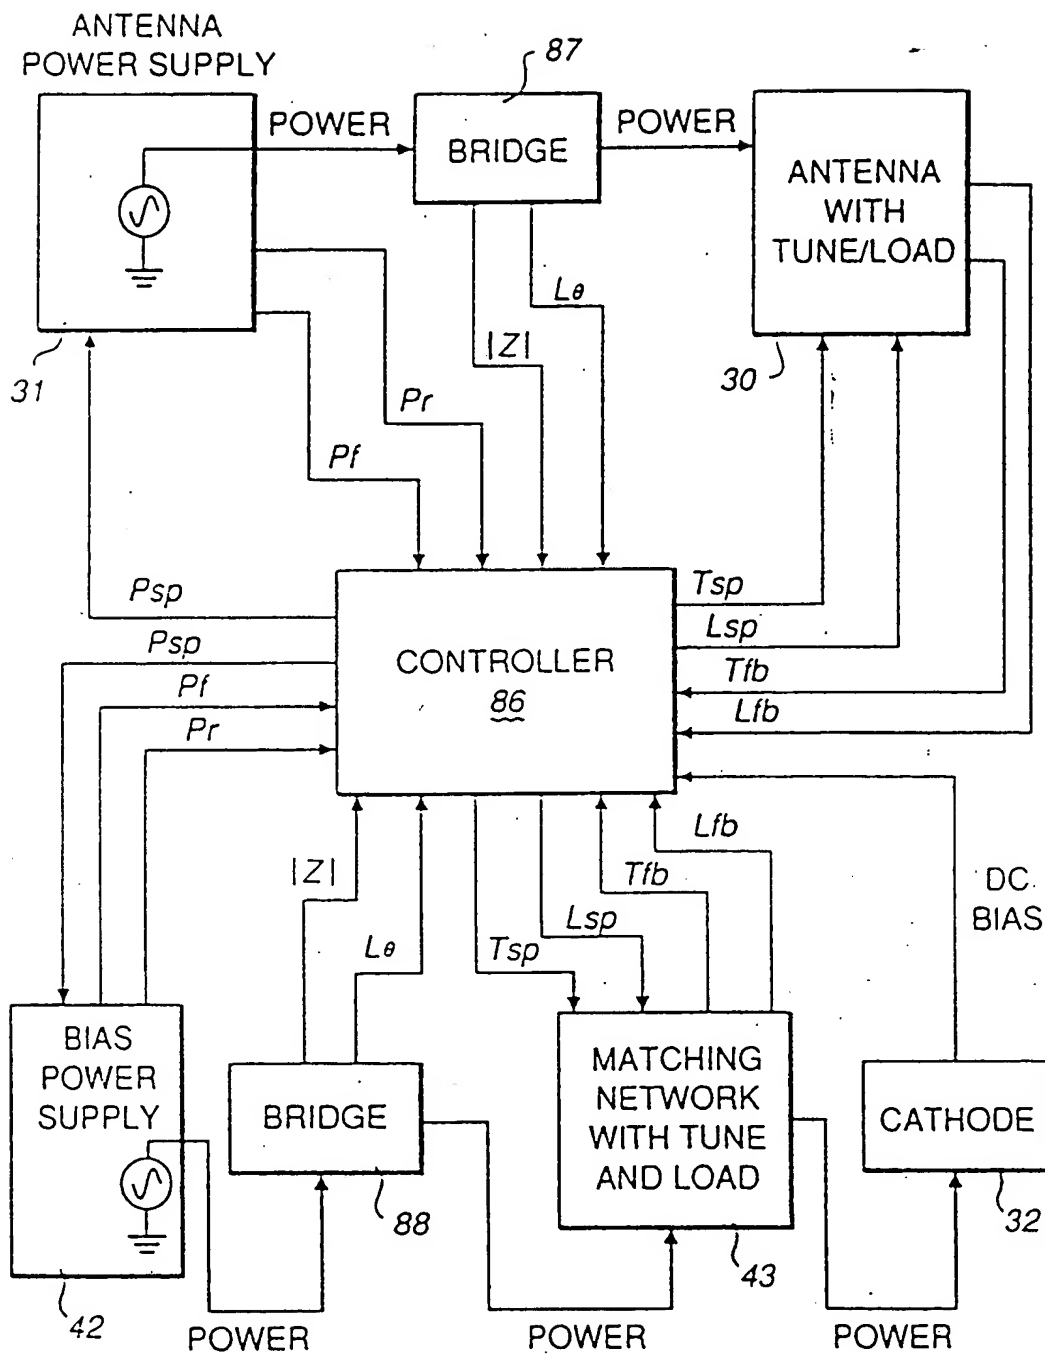 ANTENNA
POWER SUPPLY
87
POWER
BRIDGE
POWER
ANTENNA
WITH
TUNE/LOAD
Lθ
|Z|
31
30
Pr
Pf
Psp
Tsp
Psp
Lsp
CONTROLLER
86
Pf
Tfb
Pr
Lfb
Lfb
|Z|
Tfb
DC.
BIAS
Lsp
Lθ
Tsp
BIAS
POWER
SUPPLY
BRIDGE
MATCHING
NETWORK
WITH TUNE
AND LOAD
CATHODE
88
43
32
42
POWER
POWER
POWER